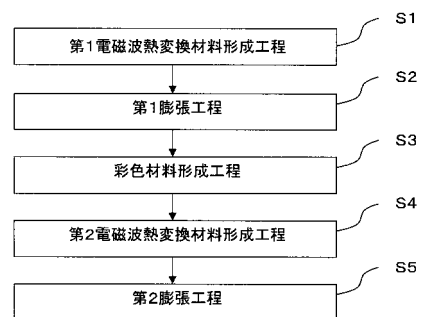 S1
第1電磁波熱変換材料形成工程
S2
第1膨張工程
S3
彩色材料形成工程
S4
第2電磁波熱変換材料形成工程
S5
第2膨張工程